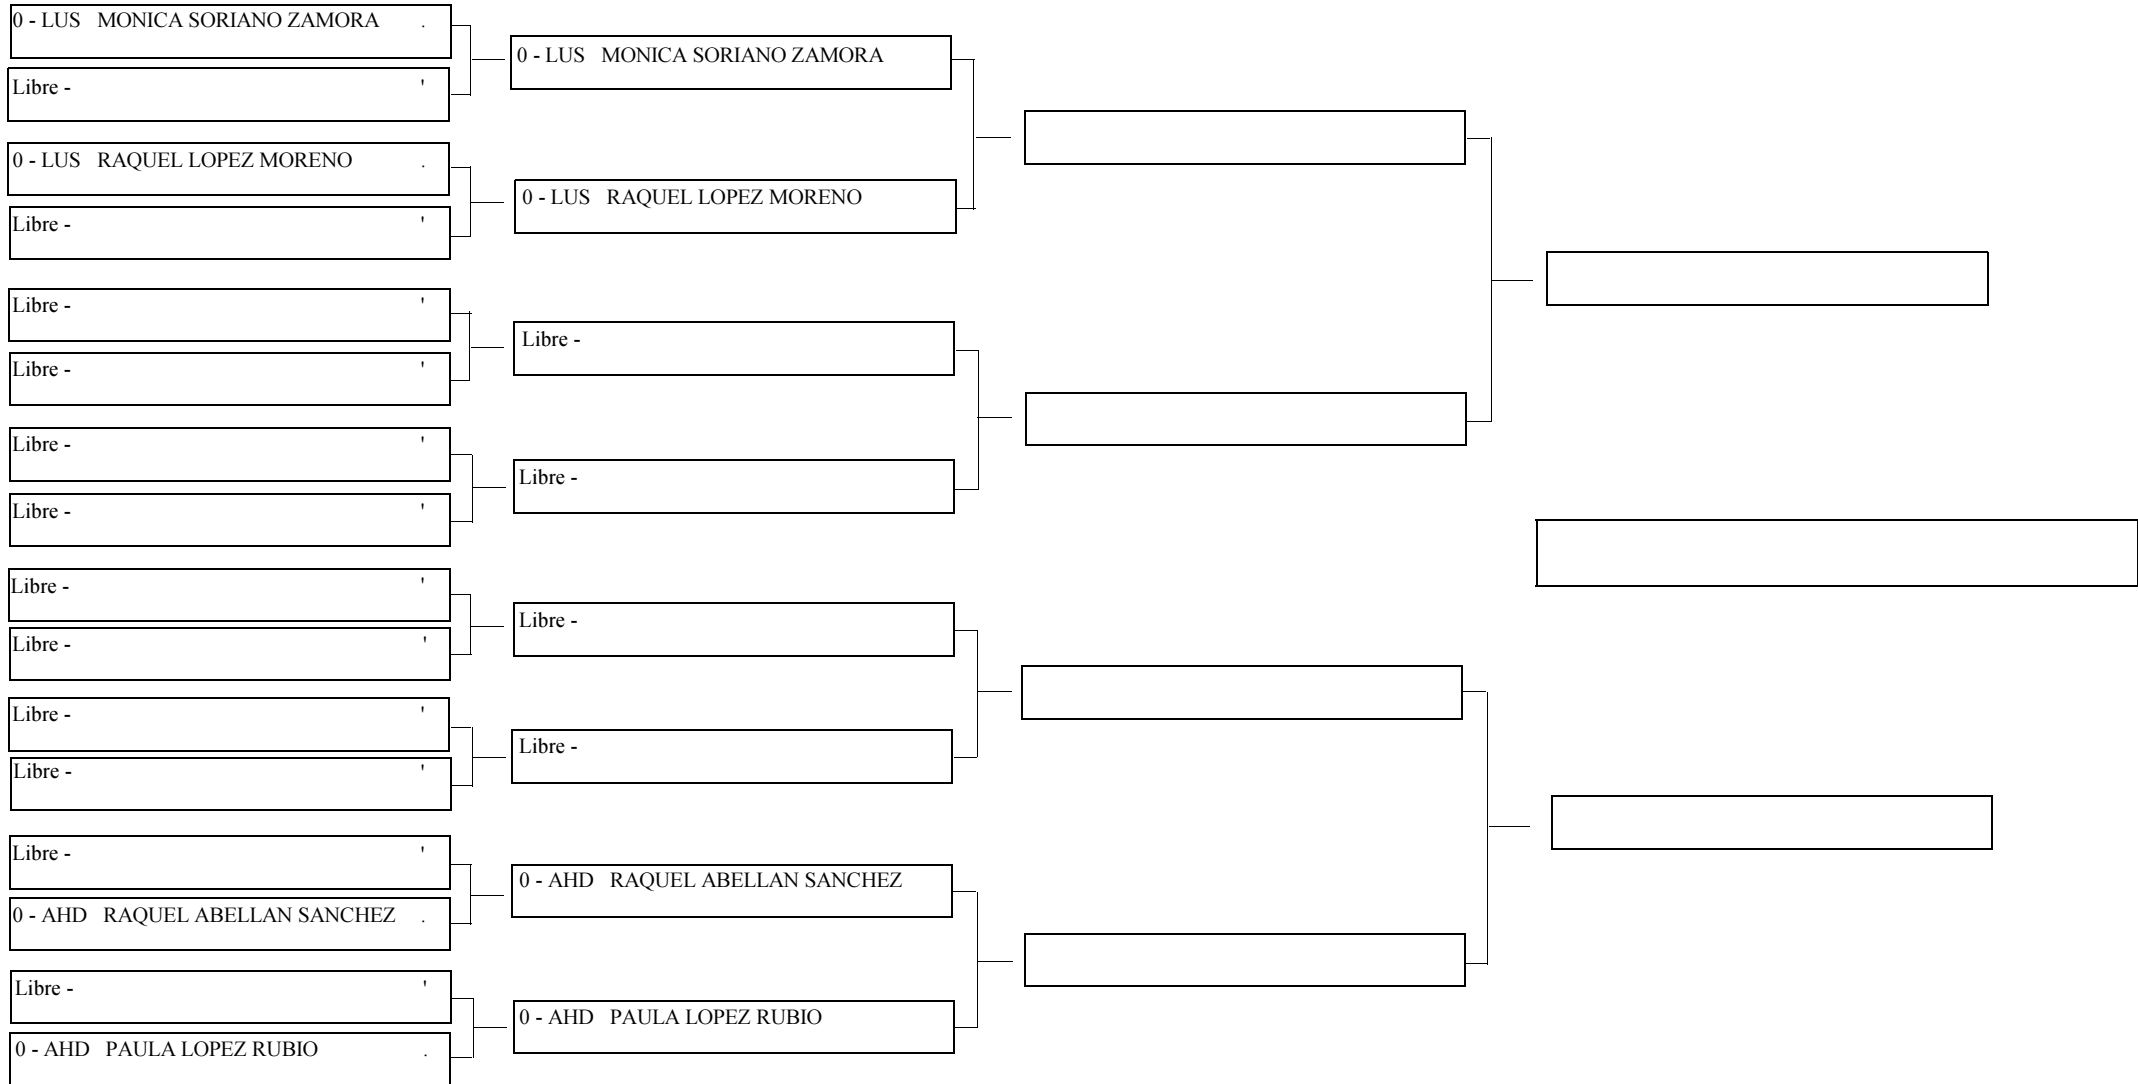 0 - LUS MONICA SORIANO ZAMORA .
Libre - '
0 - LUS RAQUEL LOPEZ MORENO .
Libre - '
Libre - '
Libre - '
Libre - '
Libre - '
Libre - '
Libre - '
Libre - '
Libre - '
Libre - '
0 - AHD RAQUEL ABELLAN SANCHEZ .
Libre - '
0 - AHD PAULA LOPEZ RUBIO .
0 - LUS MONICA SORIANO ZAMORA
0 - LUS RAQUEL LOPEZ MORENO
Libre -
Libre -
Libre -
Libre -
0 - AHD RAQUEL ABELLAN SANCHEZ
0 - AHD PAULA LOPEZ RUBIO